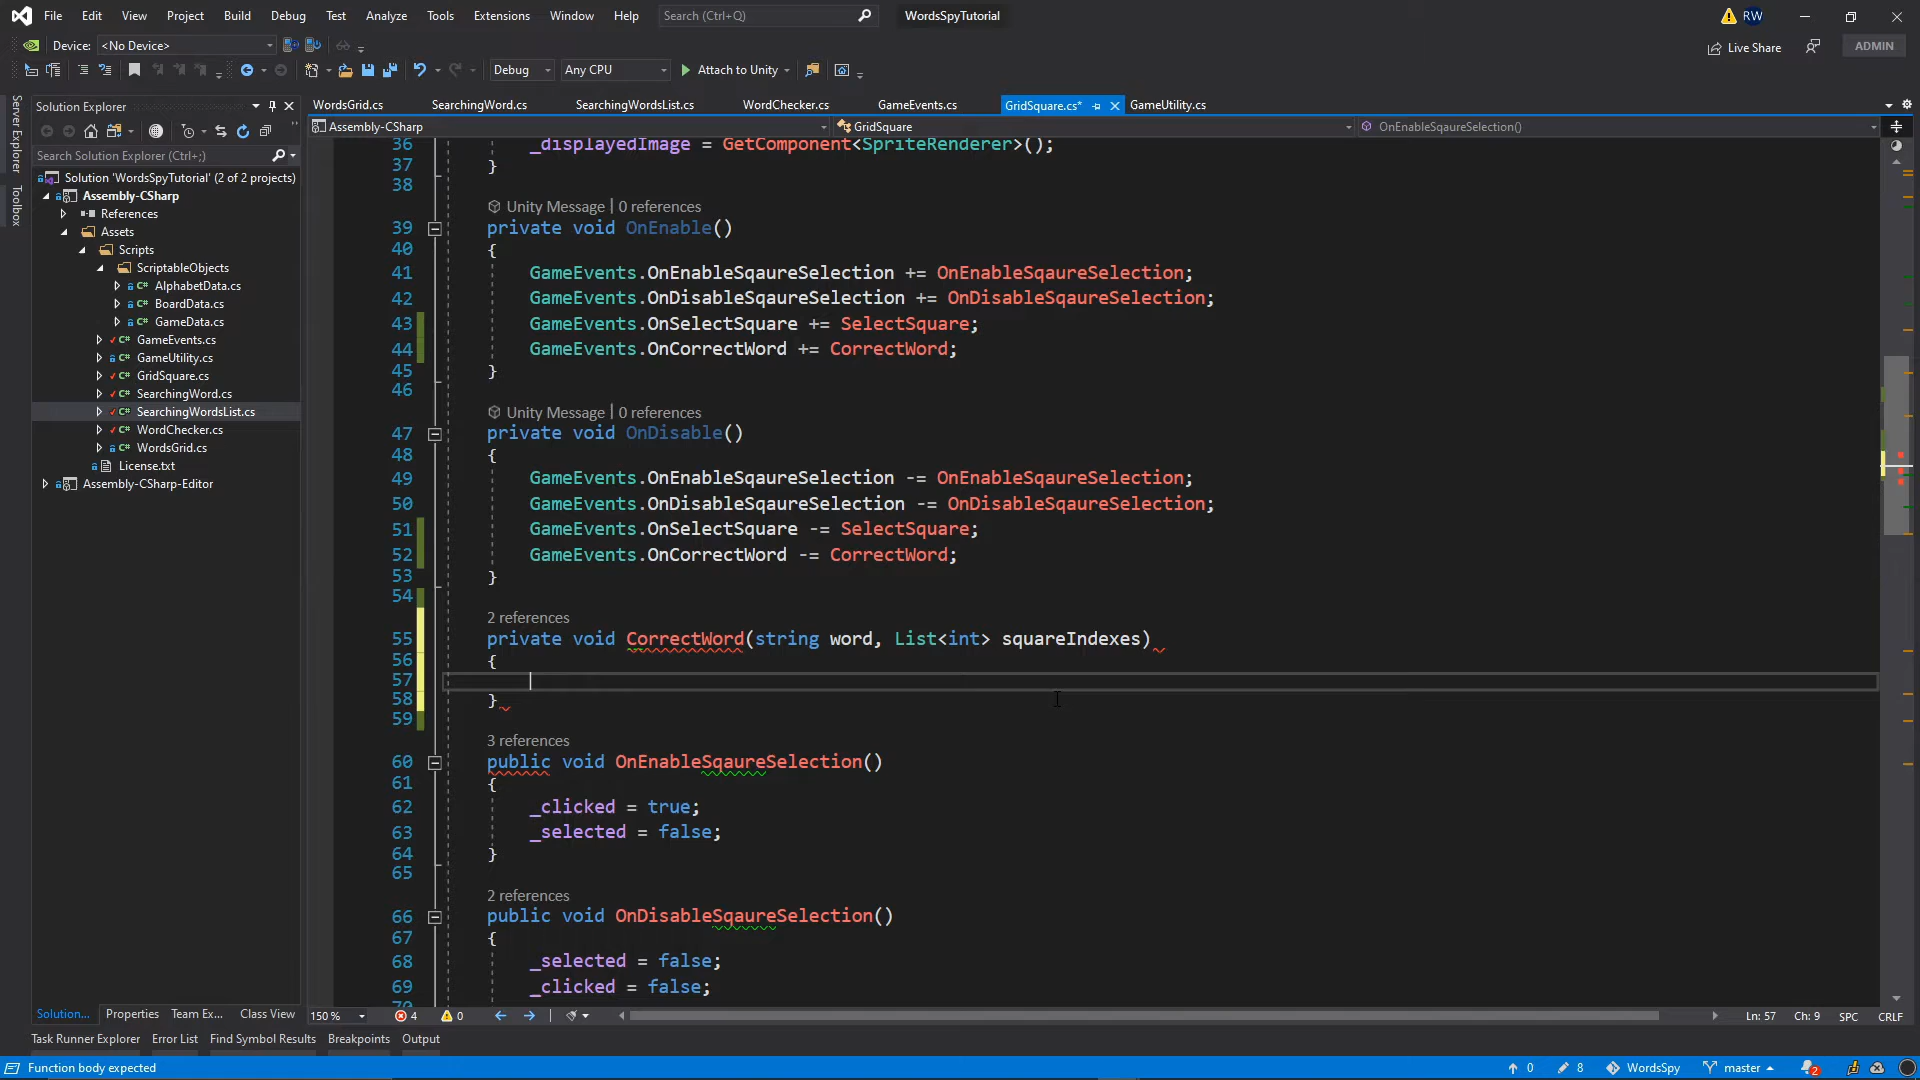 File Edit View Project Build Debug Test Analyze Tools Extensions Window Help Search (Ctrl+Q) WordsSpyTutorial RW
Device: <No Device> Live Share ADMIN
Debug Any CPU Attach to Unity
Server Explorer
Toolbox
Solution Explorer
Search Solution Explorer (Ctrl+;)
Solution 'WordsSpyTutorial' (2 of 2 projects)
Assembly-CSharp
References
Assets
Scripts
ScriptableObjects
C# AlphabetData.cs
C# BoardData.cs
C# GameData.cs
C# GameEvents.cs
C# GameUtility.cs
C# GridSquare.cs
C# SearchingWord.cs
C# SearchingWordsList.cs
C# WordChecker.cs
C# WordsGrid.cs
License.txt
Assembly-CSharp-Editor
Solution... Properties Team Ex... Class View
WordsGrid.cs SearchingWord.cs SearchingWordsList.cs WordChecker.cs GameEvents.cs GridSquare.cs* GameUtility.cs
Assembly-CSharp GridSquare OnEnableSqaureSelection()
36 _displayedImage = GetComponent<SpriteRenderer>();
37 }
38
Unity Message | 0 references
39 private void OnEnable()
40 {
41 GameEvents.OnEnableSqaureSelection += OnEnableSqaureSelection;
42 GameEvents.OnDisableSqaureSelection += OnDisableSqaureSelection;
43 GameEvents.OnSelectSquare += SelectSquare;
44 GameEvents.OnCorrectWord += CorrectWord;
45 }
46
Unity Message | 0 references
47 private void OnDisable()
48 {
49 GameEvents.OnEnableSqaureSelection -= OnEnableSqaureSelection;
50 GameEvents.OnDisableSqaureSelection -= OnDisableSqaureSelection;
51 GameEvents.OnSelectSquare -= SelectSquare;
52 GameEvents.OnCorrectWord -= CorrectWord;
53 }
54
2 references
55 private void CorrectWord(string word, List<int> squareIndexes)
56 {
57
58 }
59
3 references
60 public void OnEnableSqaureSelection()
61 {
62 _clicked = true;
63 _selected = false;
64 }
65
2 references
66 public void OnDisableSqaureSelection()
67 {
68 _selected = false;
69 _clicked = false;
70
150 % 4 0 Ln: 57 Ch: 9 SPC CRLF
Task Runner Explorer Error List Find Symbol Results Breakpoints Output
Function body expected 0 8 WordsSpy master 2